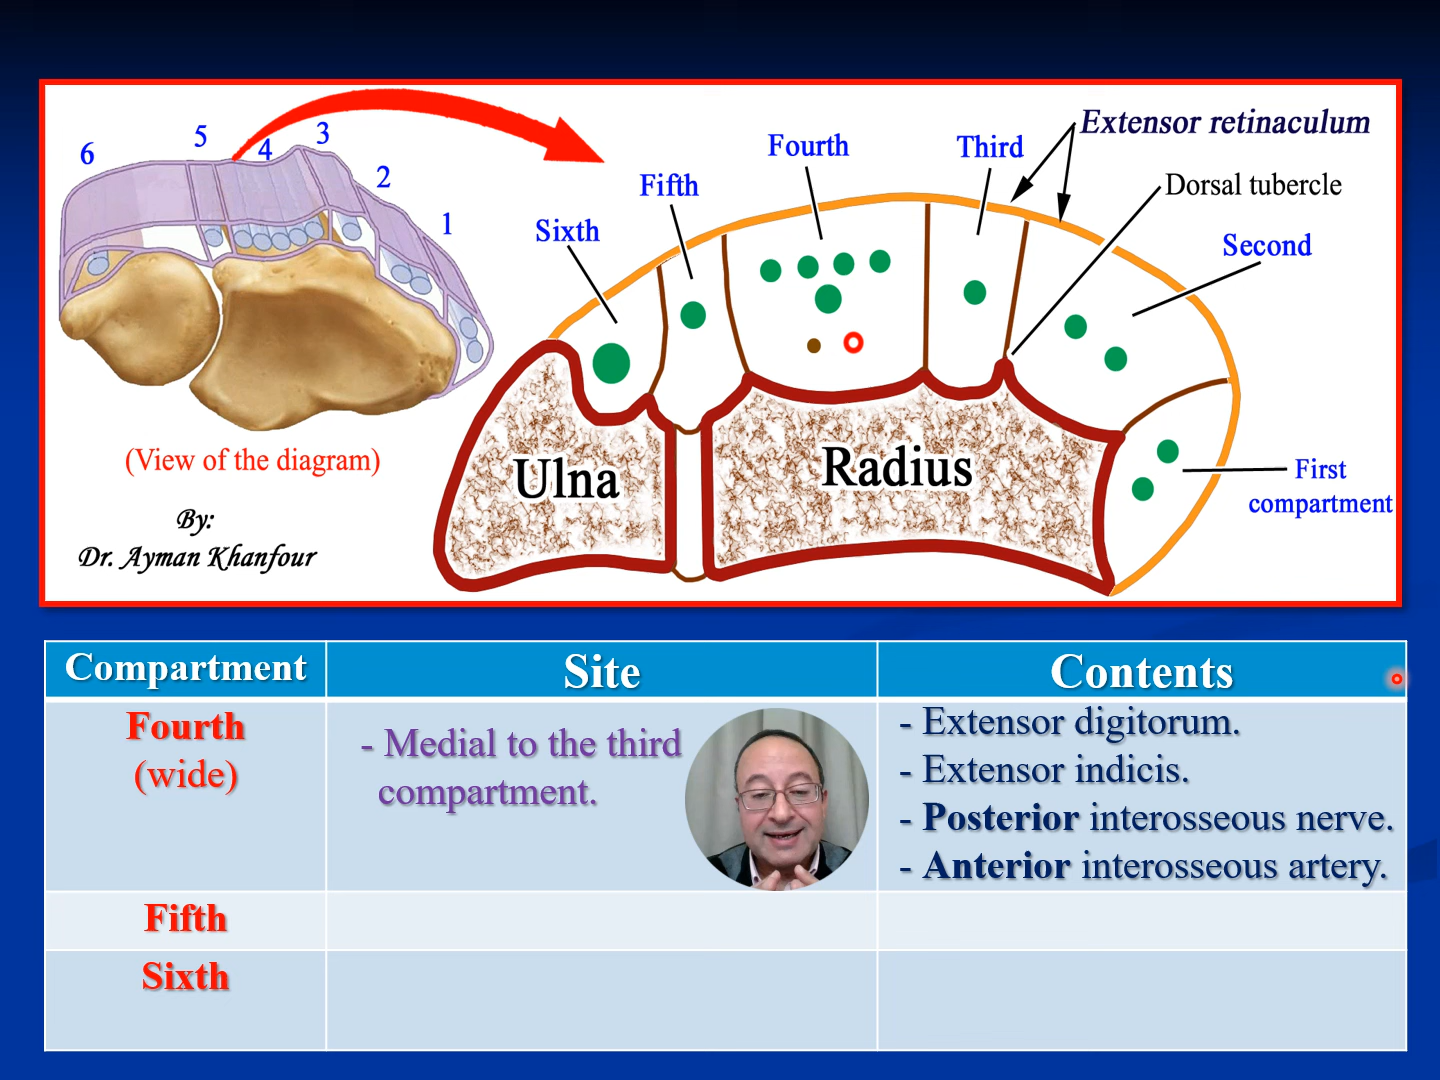 6
5
4
3
2
1
Sixth
Fifth
Fourth
Third
Extensor retinaculum
Dorsal tubercle
Second
First
compartment
Ulna
Radius
(View of the diagram)
By:
Dr. Ayman Khanfour
Compartment
Site
Contents
Fourth
(wide)
- Medial to the third
compartment.
- Extensor digitorum.
- Extensor indicis.
- Posterior interosseous nerve.
- Anterior interosseous artery.
Fifth
Sixth